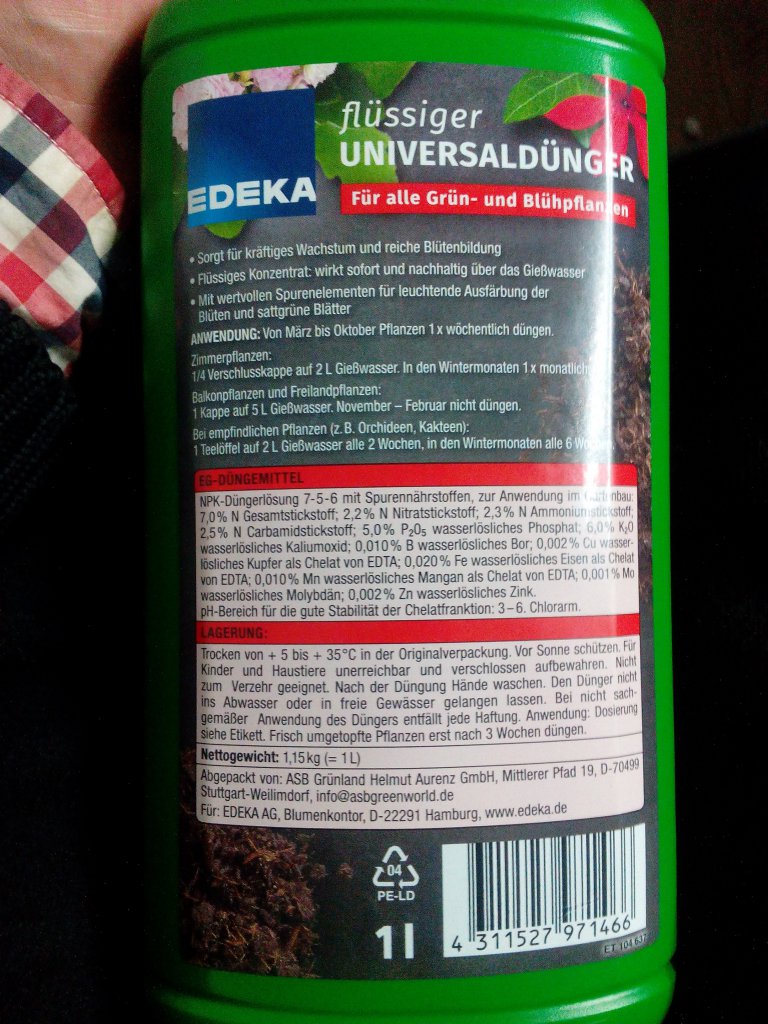 flüssiger
UNIVERSALDÜNGER
EDEKA
Für alle Grün- und Blühpflanzen
• Sorgt für kräftiges Wachstum und reiche Blütenbildung
• Flüssiges Konzentrat: wirkt sofort und nachhaltig über das Gießwasser
• Mit wertvollen Spurenelementen für leuchtende Ausfärbung der
Blüten und sattgrüne Blätter
ANWENDUNG: Von März bis Oktober Pflanzen 1 x wöchentlich düngen.
Zimmerpflanzen:
1/4 Verschlusskappe auf 2 L Gießwasser. In den Wintermonaten 1 x monatlich
Balkonpflanzen und Freilandpflanzen:
1 Kappe auf 5 L Gießwasser. November – Februar nicht düngen.
Bei empfindlichen Pflanzen (z. B. Orchideen, Kakteen):
1 Teelöffel auf 2 L Gießwasser alle 2 Wochen, in den Wintermonaten alle 6 Wochen.
EG-DÜNGEMITTEL
NPK-Düngerlösung 7-5-6 mit Spurennährstoffen, zur Anwendung im Gartenbau:
7,0% N Gesamtstickstoff; 2,2% N Nitratstickstoff; 2,3% N Ammoniumstickstoff;
2,5% N Carbamidstickstoff; 5,0% P₂O₅ wasserlösliches Phosphat; 6,0% K₂O
wasserlösliches Kaliumoxid; 0,010% B wasserlösliches Bor; 0,002% Cu wasser-
lösliches Kupfer als Chelat von EDTA; 0,020% Fe wasserlösliches Eisen als Chelat
von EDTA; 0,010% Mn wasserlösliches Mangan als Chelat von EDTA; 0,001% Mo
wasserlösliches Molybdän; 0,002% Zn wasserlösliches Zink.
pH-Bereich für die gute Stabilität der Chelatfraktion: 3–6. Chlorarm.
LAGERUNG:
Trocken von + 5 bis + 35°C in der Originalverpackung. Vor Sonne schützen. Für
Kinder und Haustiere unerreichbar und verschlossen aufbewahren. Nicht
zum Verzehr geeignet. Nach der Düngung Hände waschen. Den Dünger nicht
ins Abwasser oder in freie Gewässer gelangen lassen. Bei nicht sach-
gemäßer Anwendung des Düngers entfällt jede Haftung. Anwendung: Dosierung
siehe Etikett. Frisch umgetopfte Pflanzen erst nach 3 Wochen düngen.
Nettogewicht: 1,15 kg (= 1 L)
Abgepackt von: ASB Grünland Helmut Aurenz GmbH, Mittlerer Pfad 19, D-70499
Stuttgart-Weilimdorf, info@asbgreenworld.de
Für: EDEKA AG, Blumenkontor, D-22291 Hamburg, www.edeka.de
04
PE-LD
1 l
4 311527 971466